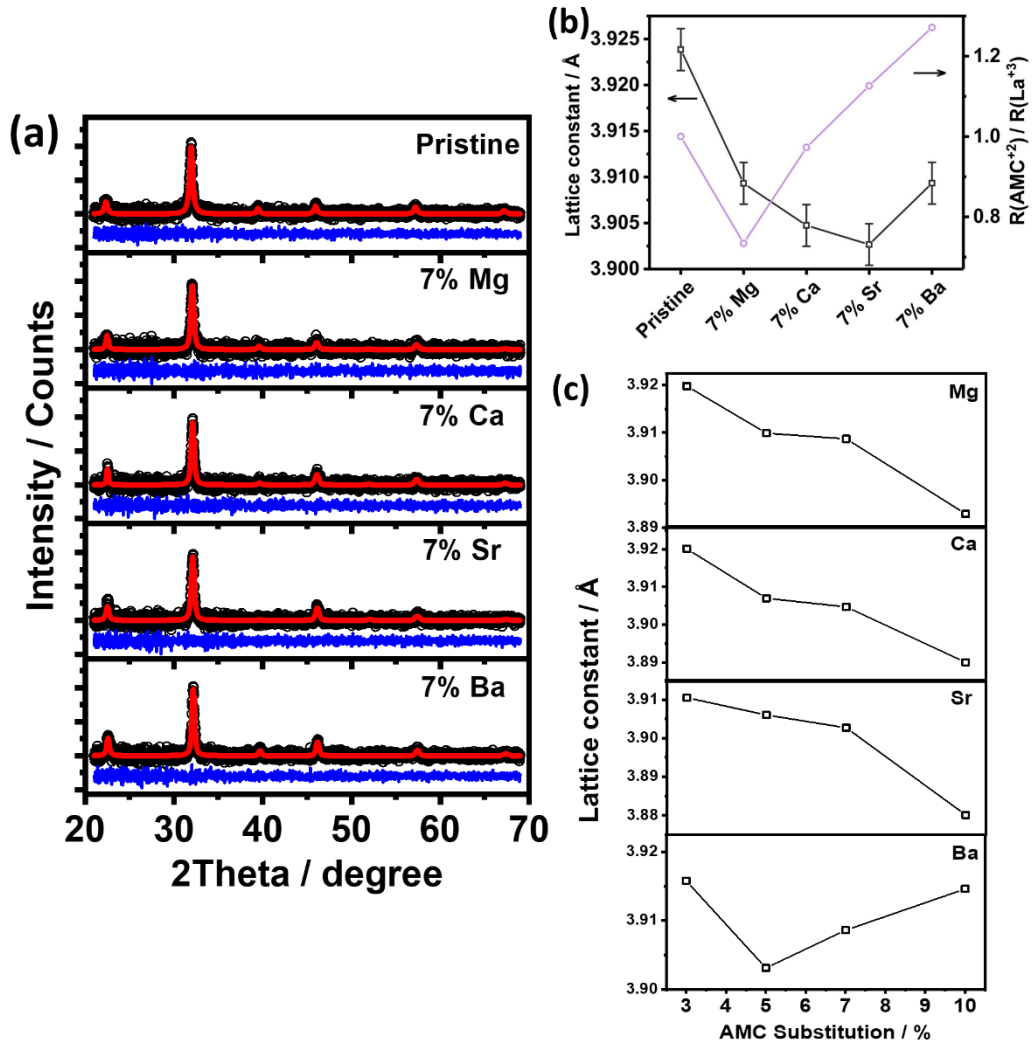 (a)
Pristine
7% Mg
7% Ca
7% Sr
7% Ba
Intensity / Counts
20 30 40 50 60 70
2Theta / degree
(b)
3.925
3.920
3.915
3.910
3.905
3.900
Lattice constant / Å
1.2
1.0
0.8
R(AMC+2) / R(La+3)
Pristine
7% Mg
7% Ca
7% Sr
7% Ba
(c)
Mg
3.92
3.91
3.90
3.89
Ca
3.92
3.91
3.90
3.89
Sr
3.91
3.90
3.89
3.88
Ba
3.92
3.91
3.90
Lattice constant / Å
3 4 5 6 7 8 9 10
AMC Substitution / %